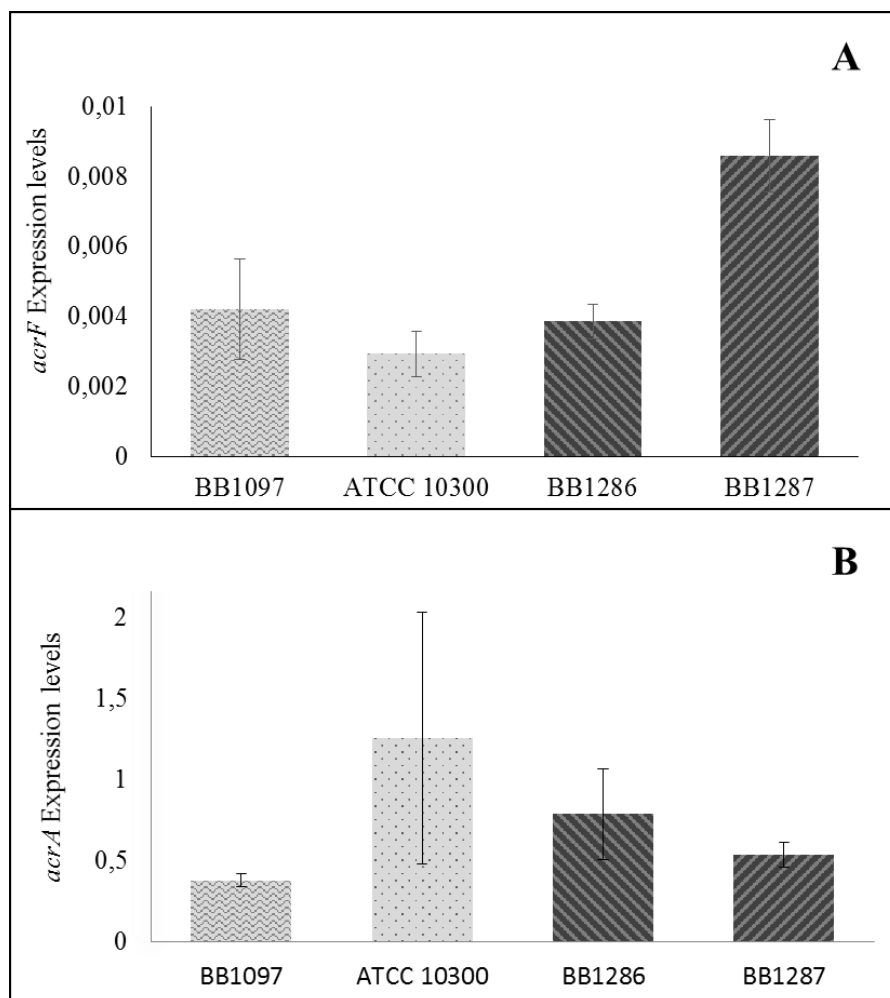 A
acrF Expression levels
0,01
0,008
0,006
0,004
0,002
0
BB1097 ATCC 10300 BB1286 BB1287
B
acrA Expression levels
2
1,5
1
0,5
0
BB1097 ATCC 10300 BB1286 BB1287